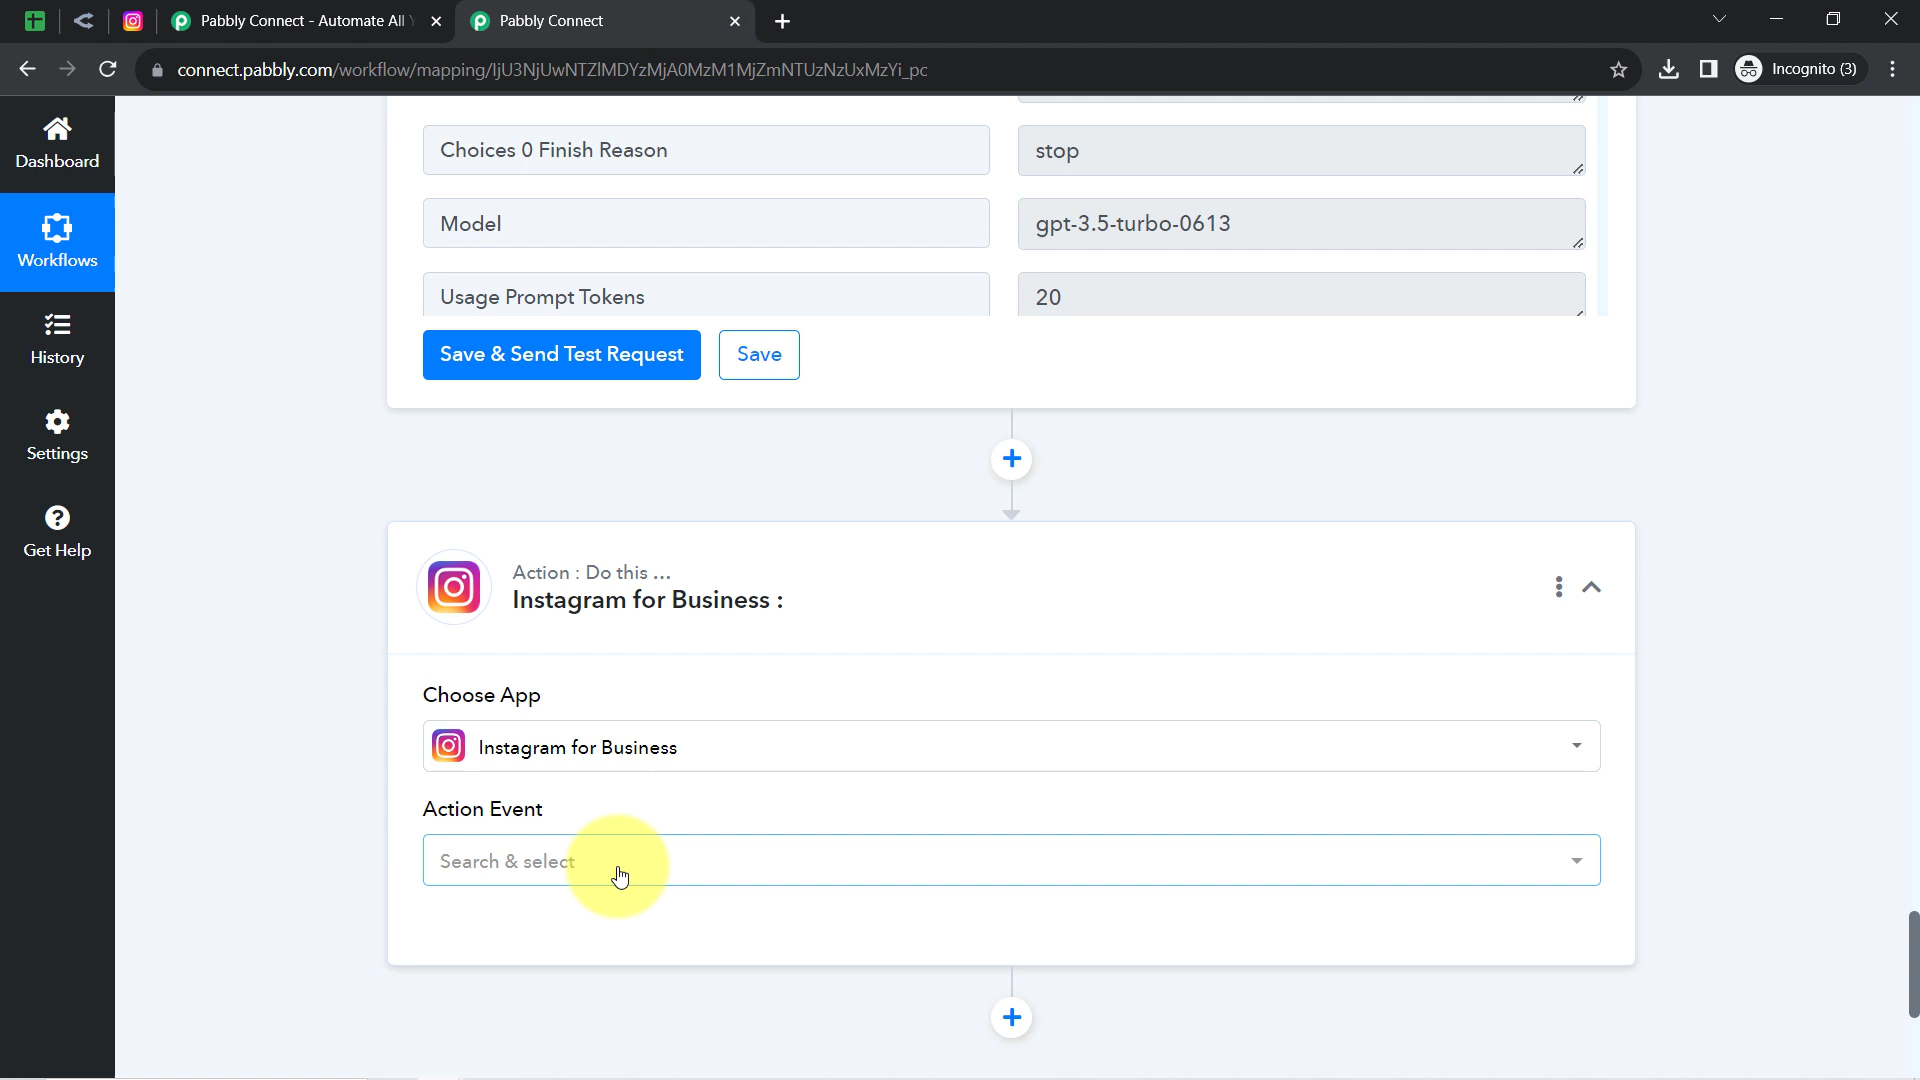 Pabbly Connect - Automate All
Pabbly Connect
connect.pabbly.com/workflow/mapping/IjU3NjUwNTZlMDYzMjA0MzM1MjZmNTUzNzUxMzYi_pc
Incognito (3)
Dashboard
Workflows
History
Settings
Get Help
Choices 0 Finish Reason
stop
Model
gpt-3.5-turbo-0613
Usage Prompt Tokens
20
Save & Send Test Request
Save
Action : Do this ...
Instagram for Business :
Choose App
Instagram for Business
Action Event
Search & select